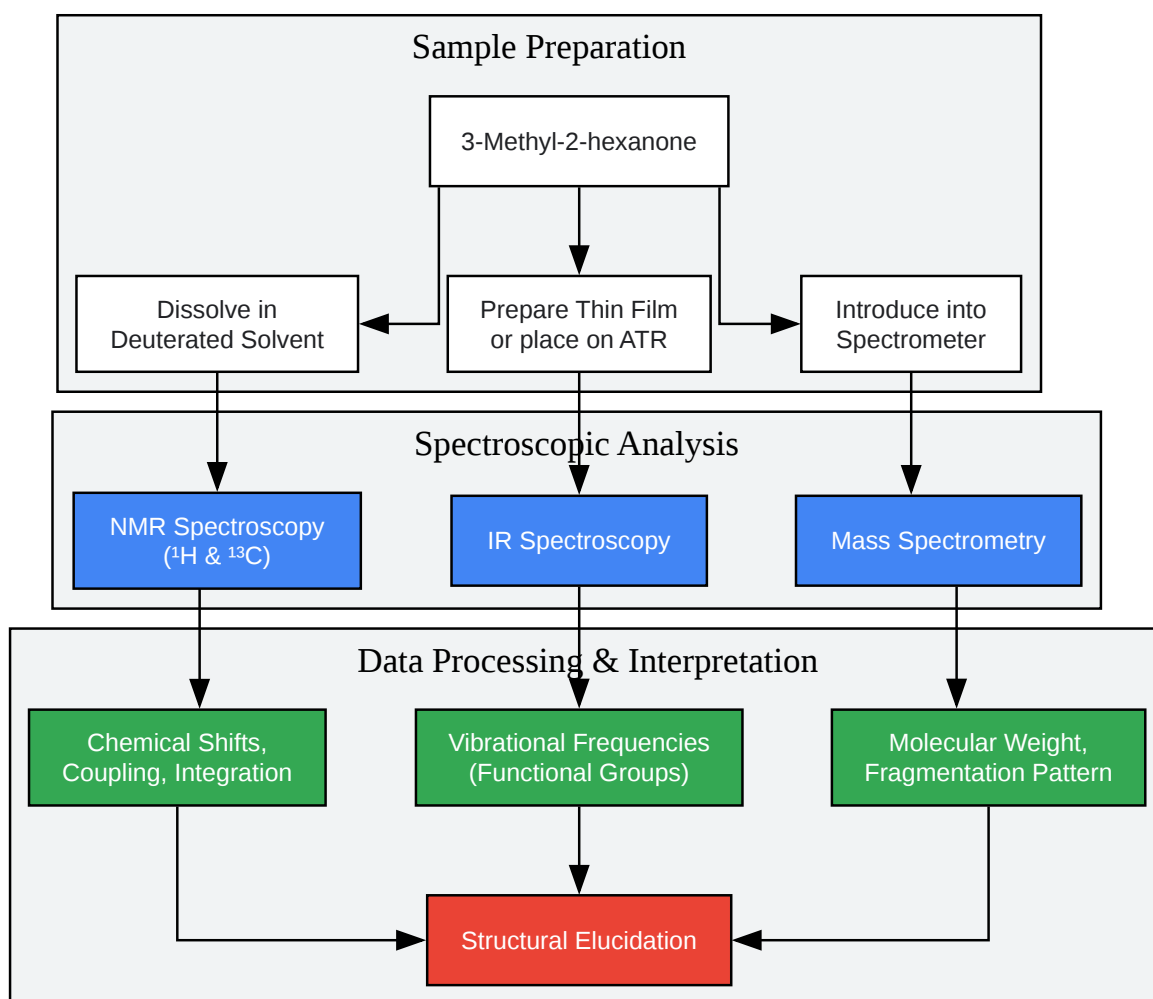 Sample Preparation
3-Methyl-2-hexanone
Dissolve in
Deuterated Solvent
Prepare Thin Film
or place on ATR
Introduce into
Spectrometer
Spectroscopic Analysis
NMR Spectroscopy
(¹H & ¹³C)
IR Spectroscopy
Mass Spectrometry
Data Processing & Interpretation
Chemical Shifts,
Coupling, Integration
Vibrational Frequencies
(Functional Groups)
Molecular Weight,
Fragmentation Pattern
Structural Elucidation